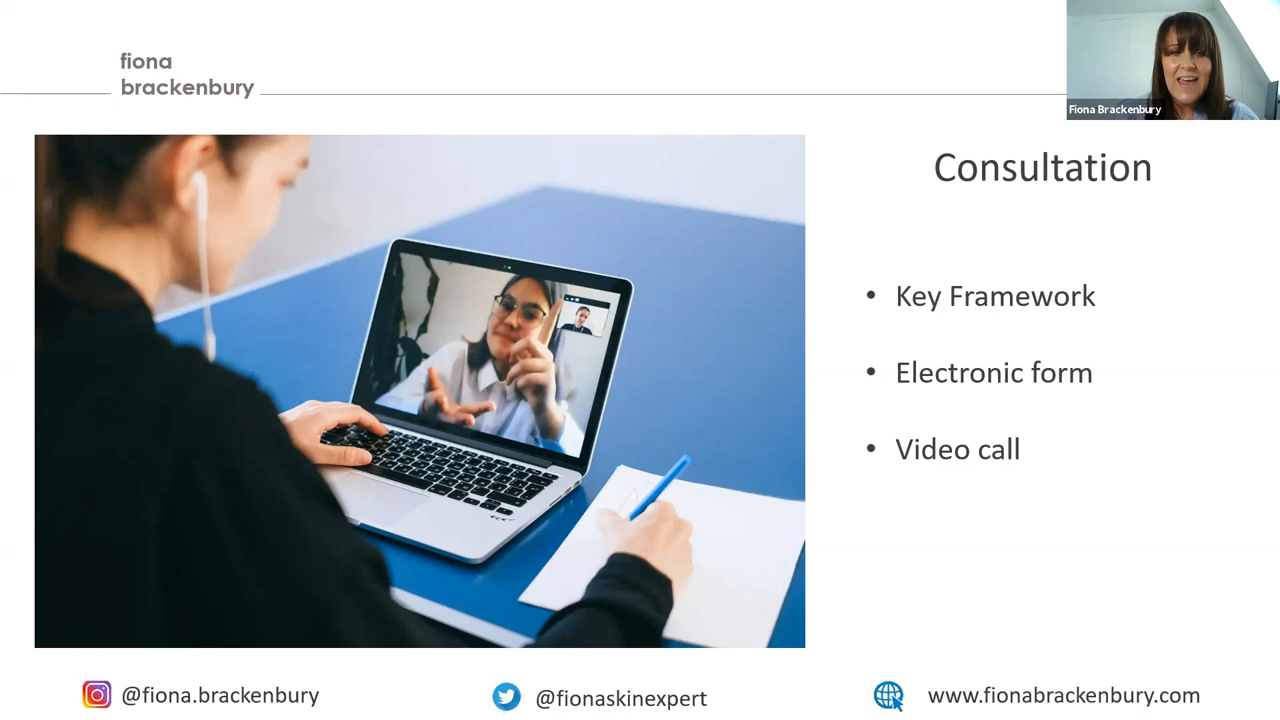 fiona
brackenbury
Fiona Brackenbury
Consultation
• Key Framework
• Electronic form
• Video call
@fiona.brackenbury
@fionaskinexpert
www.fionabrackenbury.com